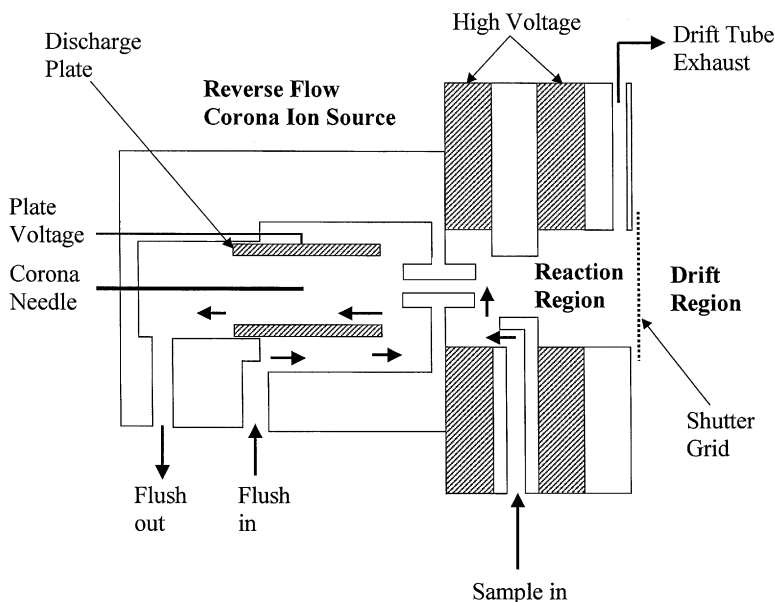 High Voltage
Discharge
Plate
Drift Tube
Exhaust
Reverse Flow
Corona Ion Source
Plate
Voltage
Corona
Needle
Reaction
Region
Drift
Region
Shutter
Grid
Flush
out
Flush
in
Sample in